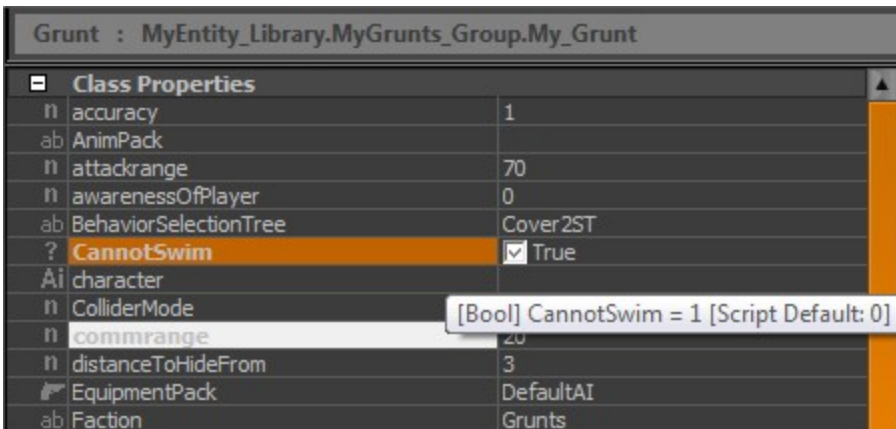 Grunt : MyEntity_Library.MyGrunts_Group.My_Grunt
Class Properties
n accuracy 1
ab AnimPack
n attackrange 70
n awarenessOfPlayer 0
ab BehaviorSelectionTree Cover2ST
? CannotSwim True
Ai character
n ColliderMode
[Bool] CannotSwim = 1 [Script Default: 0]
n commrange 20
n distanceToHideFrom 3
EquipmentPack DefaultAI
ab Faction Grunts